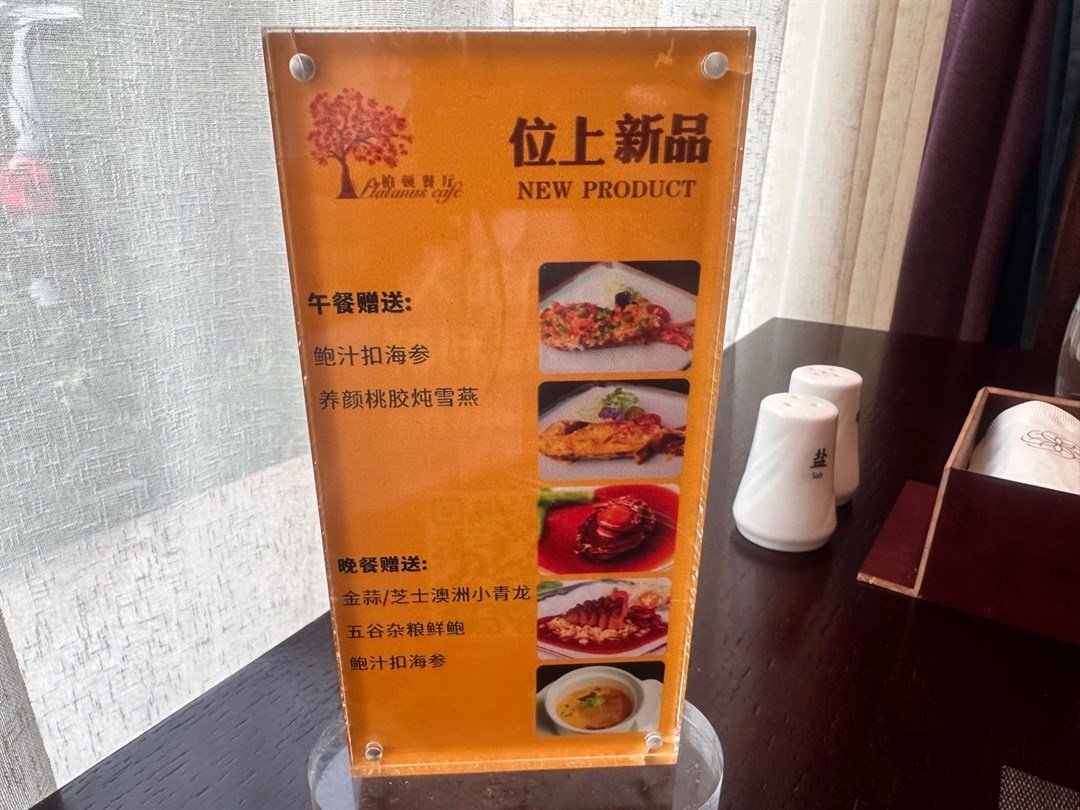 柏顿餐厅
Platanus cafe
位上新品
NEW PRODUCT
午餐赠送:
鲍汁扣海参
养颜桃胶炖雪燕
晚餐赠送:
金蒜/芝士澳洲小青龙
五谷杂粮鲜鲍
鲍汁扣海参
盐
Salt